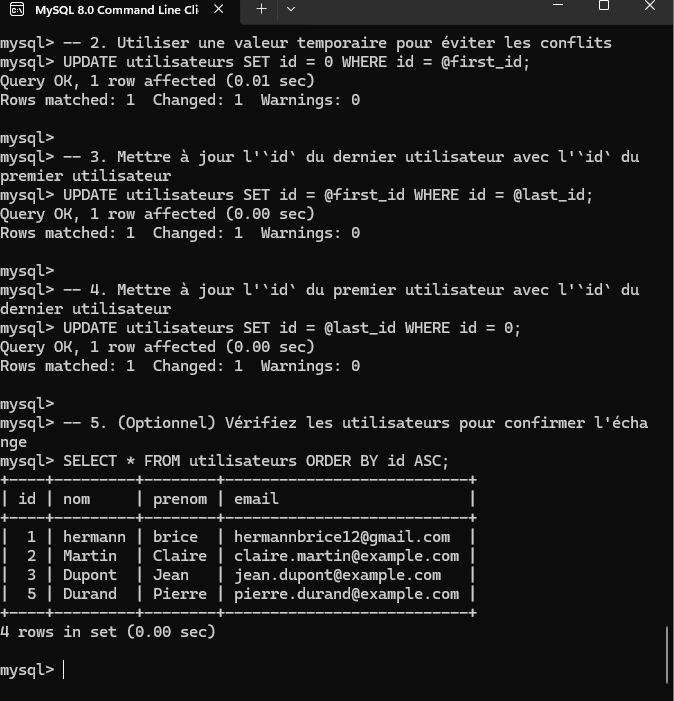 MySQL 8.0 Command Line Cli
mysql> -- 2. Utiliser une valeur temporaire pour éviter les conflits
mysql> UPDATE utilisateurs SET id = 0 WHERE id = @first_id;
Query OK, 1 row affected (0.01 sec)
Rows matched: 1  Changed: 1  Warnings: 0
mysql>
mysql> -- 3. Mettre à jour l'`id` du dernier utilisateur avec l'`id` du
premier utilisateur
mysql> UPDATE utilisateurs SET id = @first_id WHERE id = @last_id;
Query OK, 1 row affected (0.00 sec)
Rows matched: 1  Changed: 1  Warnings: 0
mysql>
mysql> -- 4. Mettre à jour l'`id` du premier utilisateur avec l'`id` du
dernier utilisateur
mysql> UPDATE utilisateurs SET id = @last_id WHERE id = 0;
Query OK, 1 row affected (0.00 sec)
Rows matched: 1  Changed: 1  Warnings: 0
mysql>
mysql> -- 5. (Optionnel) Vérifiez les utilisateurs pour confirmer l'écha
nge
mysql> SELECT * FROM utilisateurs ORDER BY id ASC;
+----+---------+--------+---------------------------+
| id | nom     | prenom | email                     |
+----+---------+--------+---------------------------+
|  1 | hermann | brice  | hermannbrice12@gmail.com  |
|  2 | Martin  | Claire | claire.martin@example.com |
|  3 | Dupont  | Jean   | jean.dupont@example.com   |
|  5 | Durand  | Pierre | pierre.durand@example.com |
+----+---------+--------+---------------------------+
4 rows in set (0.00 sec)
mysql>